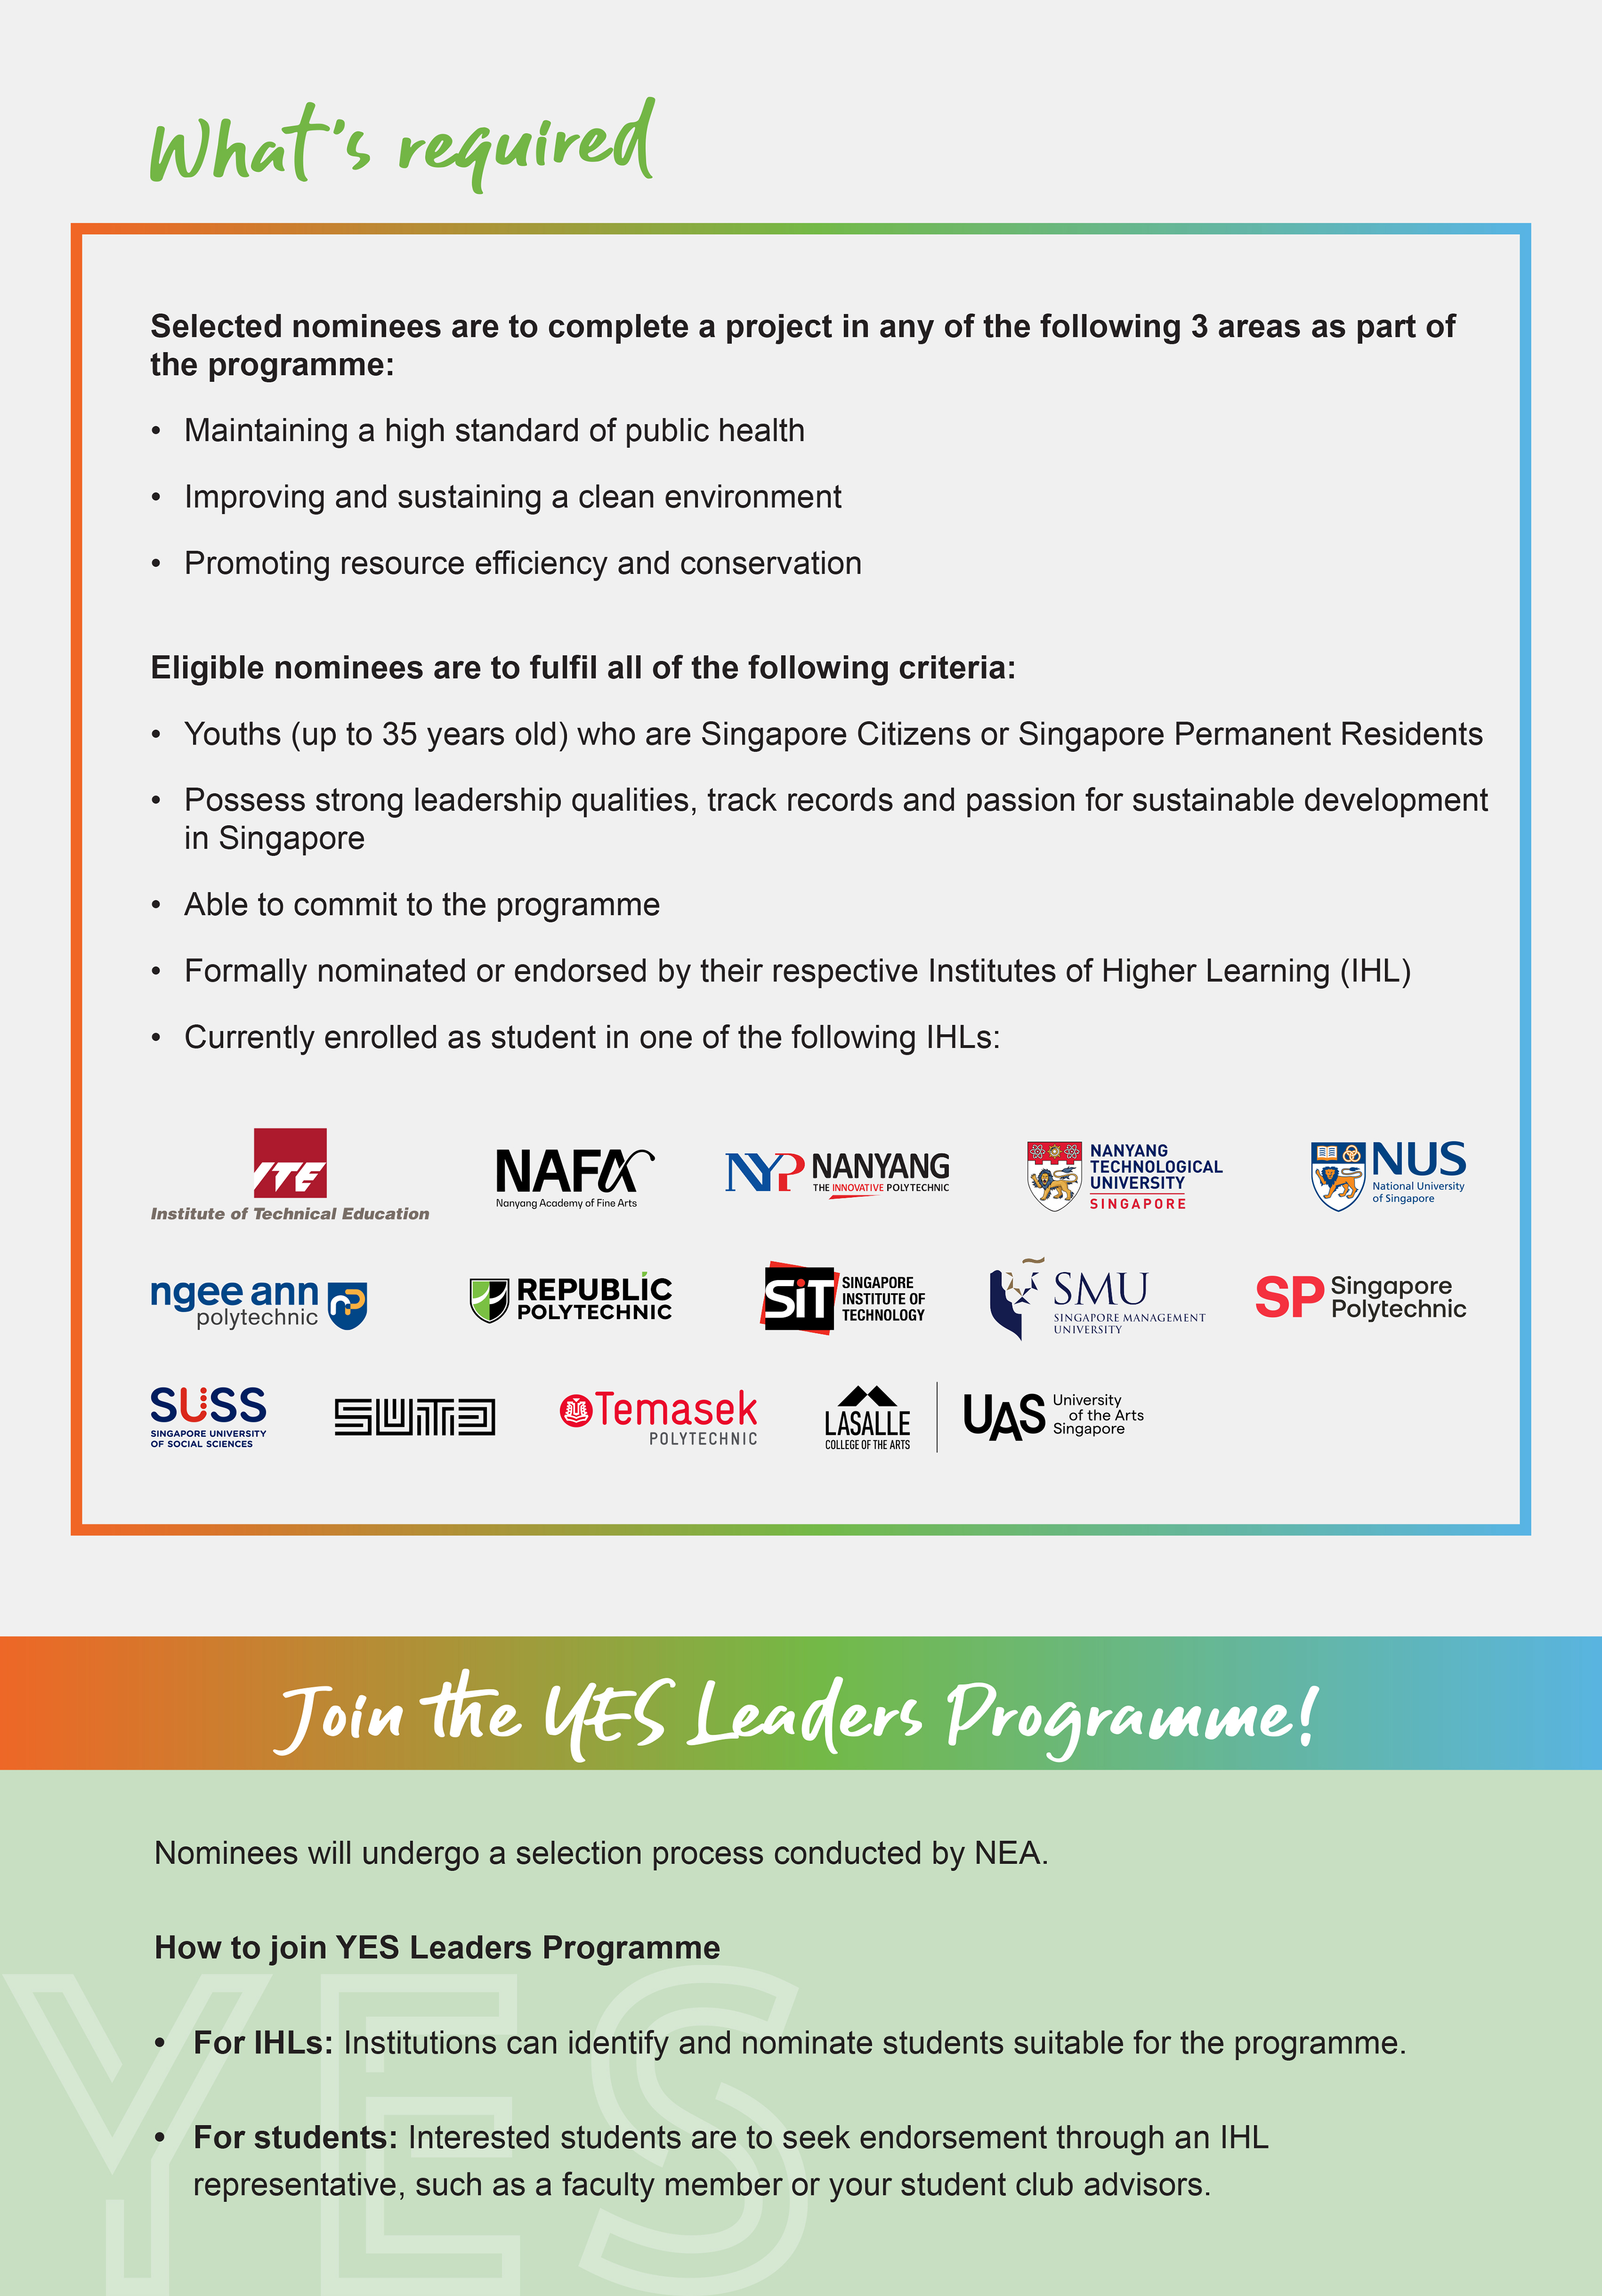 What's required
Selected nominees are to complete a project in any of the following 3 areas as part of
the programme:
• Maintaining a high standard of public health
• Improving and sustaining a clean environment
• Promoting resource efficiency and conservation
Eligible nominees are to fulfil all of the following criteria:
• Youths (up to 35 years old) who are Singapore Citizens or Singapore Permanent Residents
• Possess strong leadership qualities, track records and passion for sustainable development
in Singapore
• Able to commit to the programme
• Formally nominated or endorsed by their respective Institutes of Higher Learning (IHL)
• Currently enrolled as student in one of the following IHLs:
ITE
Institute of Technical Education
NAFA
Nanyang Academy of Fine Arts
NYP NANYANG
THE INNOVATIVE POLYTECHNIC
NANYANG
TECHNOLOGICAL
UNIVERSITY
SINGAPORE
NUS
National University
of Singapore
ngee ann
polytechnic
np
REPUBLIC
POLYTECHNIC
SiT
SINGAPORE
INSTITUTE OF
TECHNOLOGY
SMU
SINGAPORE MANAGEMENT
UNIVERSITY
SP
Singapore
Polytechnic
SUSS
SINGAPORE UNIVERSITY
OF SOCIAL SCIENCES
SUTD
Temasek
POLYTECHNIC
LASALLE
COLLEGE OF THE ARTS
UAS
University
of the Arts
Singapore
Join the YES Leaders Programme!
Nominees will undergo a selection process conducted by NEA.
How to join YES Leaders Programme
• For IHLs: Institutions can identify and nominate students suitable for the programme.
• For students: Interested students are to seek endorsement through an IHL
representative, such as a faculty member or your student club advisors.
YES